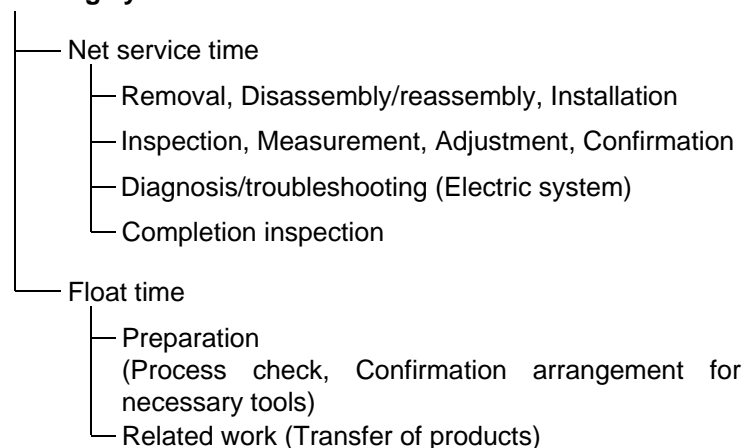 Net service time
Removal, Disassembly/reassembly, Installation
Inspection, Measurement, Adjustment, Confirmation
Diagnosis/troubleshooting (Electric system)
Completion inspection
Float time
Preparation
(Process check, Confirmation arrangement for
necessary tools)
Related work (Transfer of products)